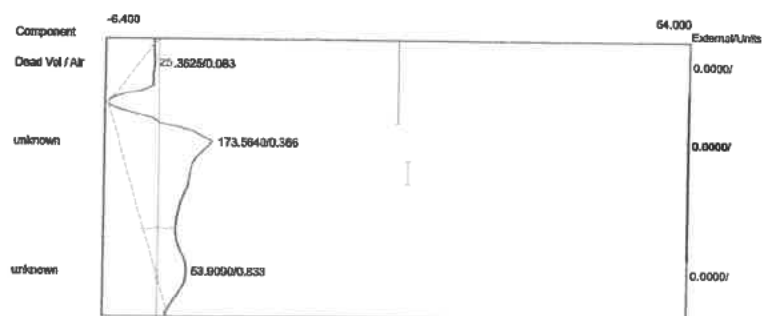 -6.400 64.000
Component External/Units
Dead Vol / Air 25.3625/0.083 0.0000/
unknown 173.5640/0.366 0.0000/
unknown 53.9090/0.833 0.0000/